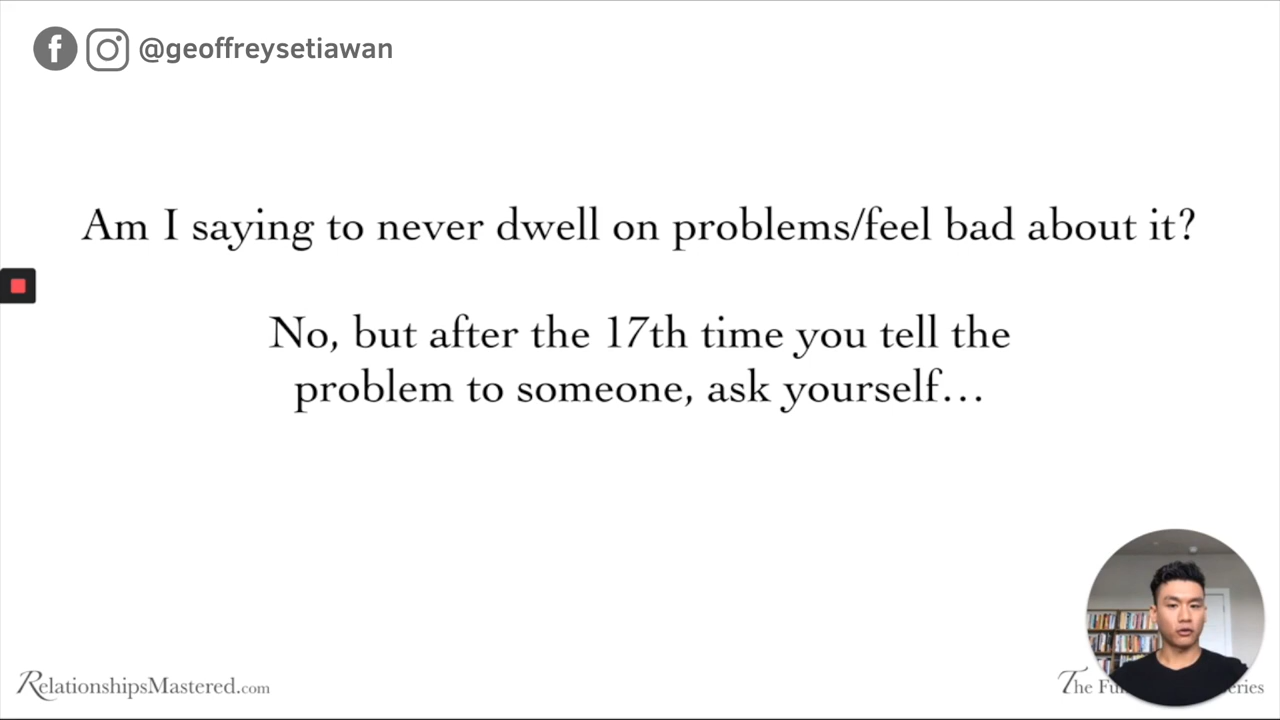 @geoffreysetiawan
Am I saying to never dwell on problems/feel bad about it?
No, but after the 17th time you tell the
problem to someone, ask yourself…
RelationshipsMastered.com
The